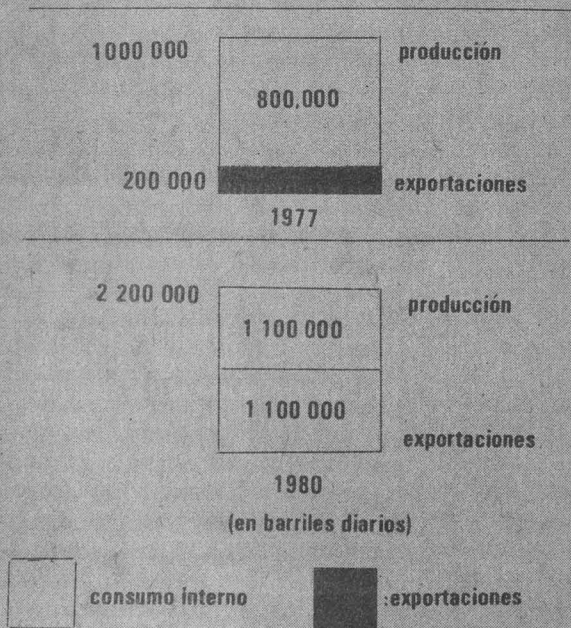 1000 000 producción
800,000
200 000 exportaciones
1977
2 200 000 producción
1 100 000
1 100 000
exportaciones
1980
(en barriles diarios)
consumo interno :exportaciones